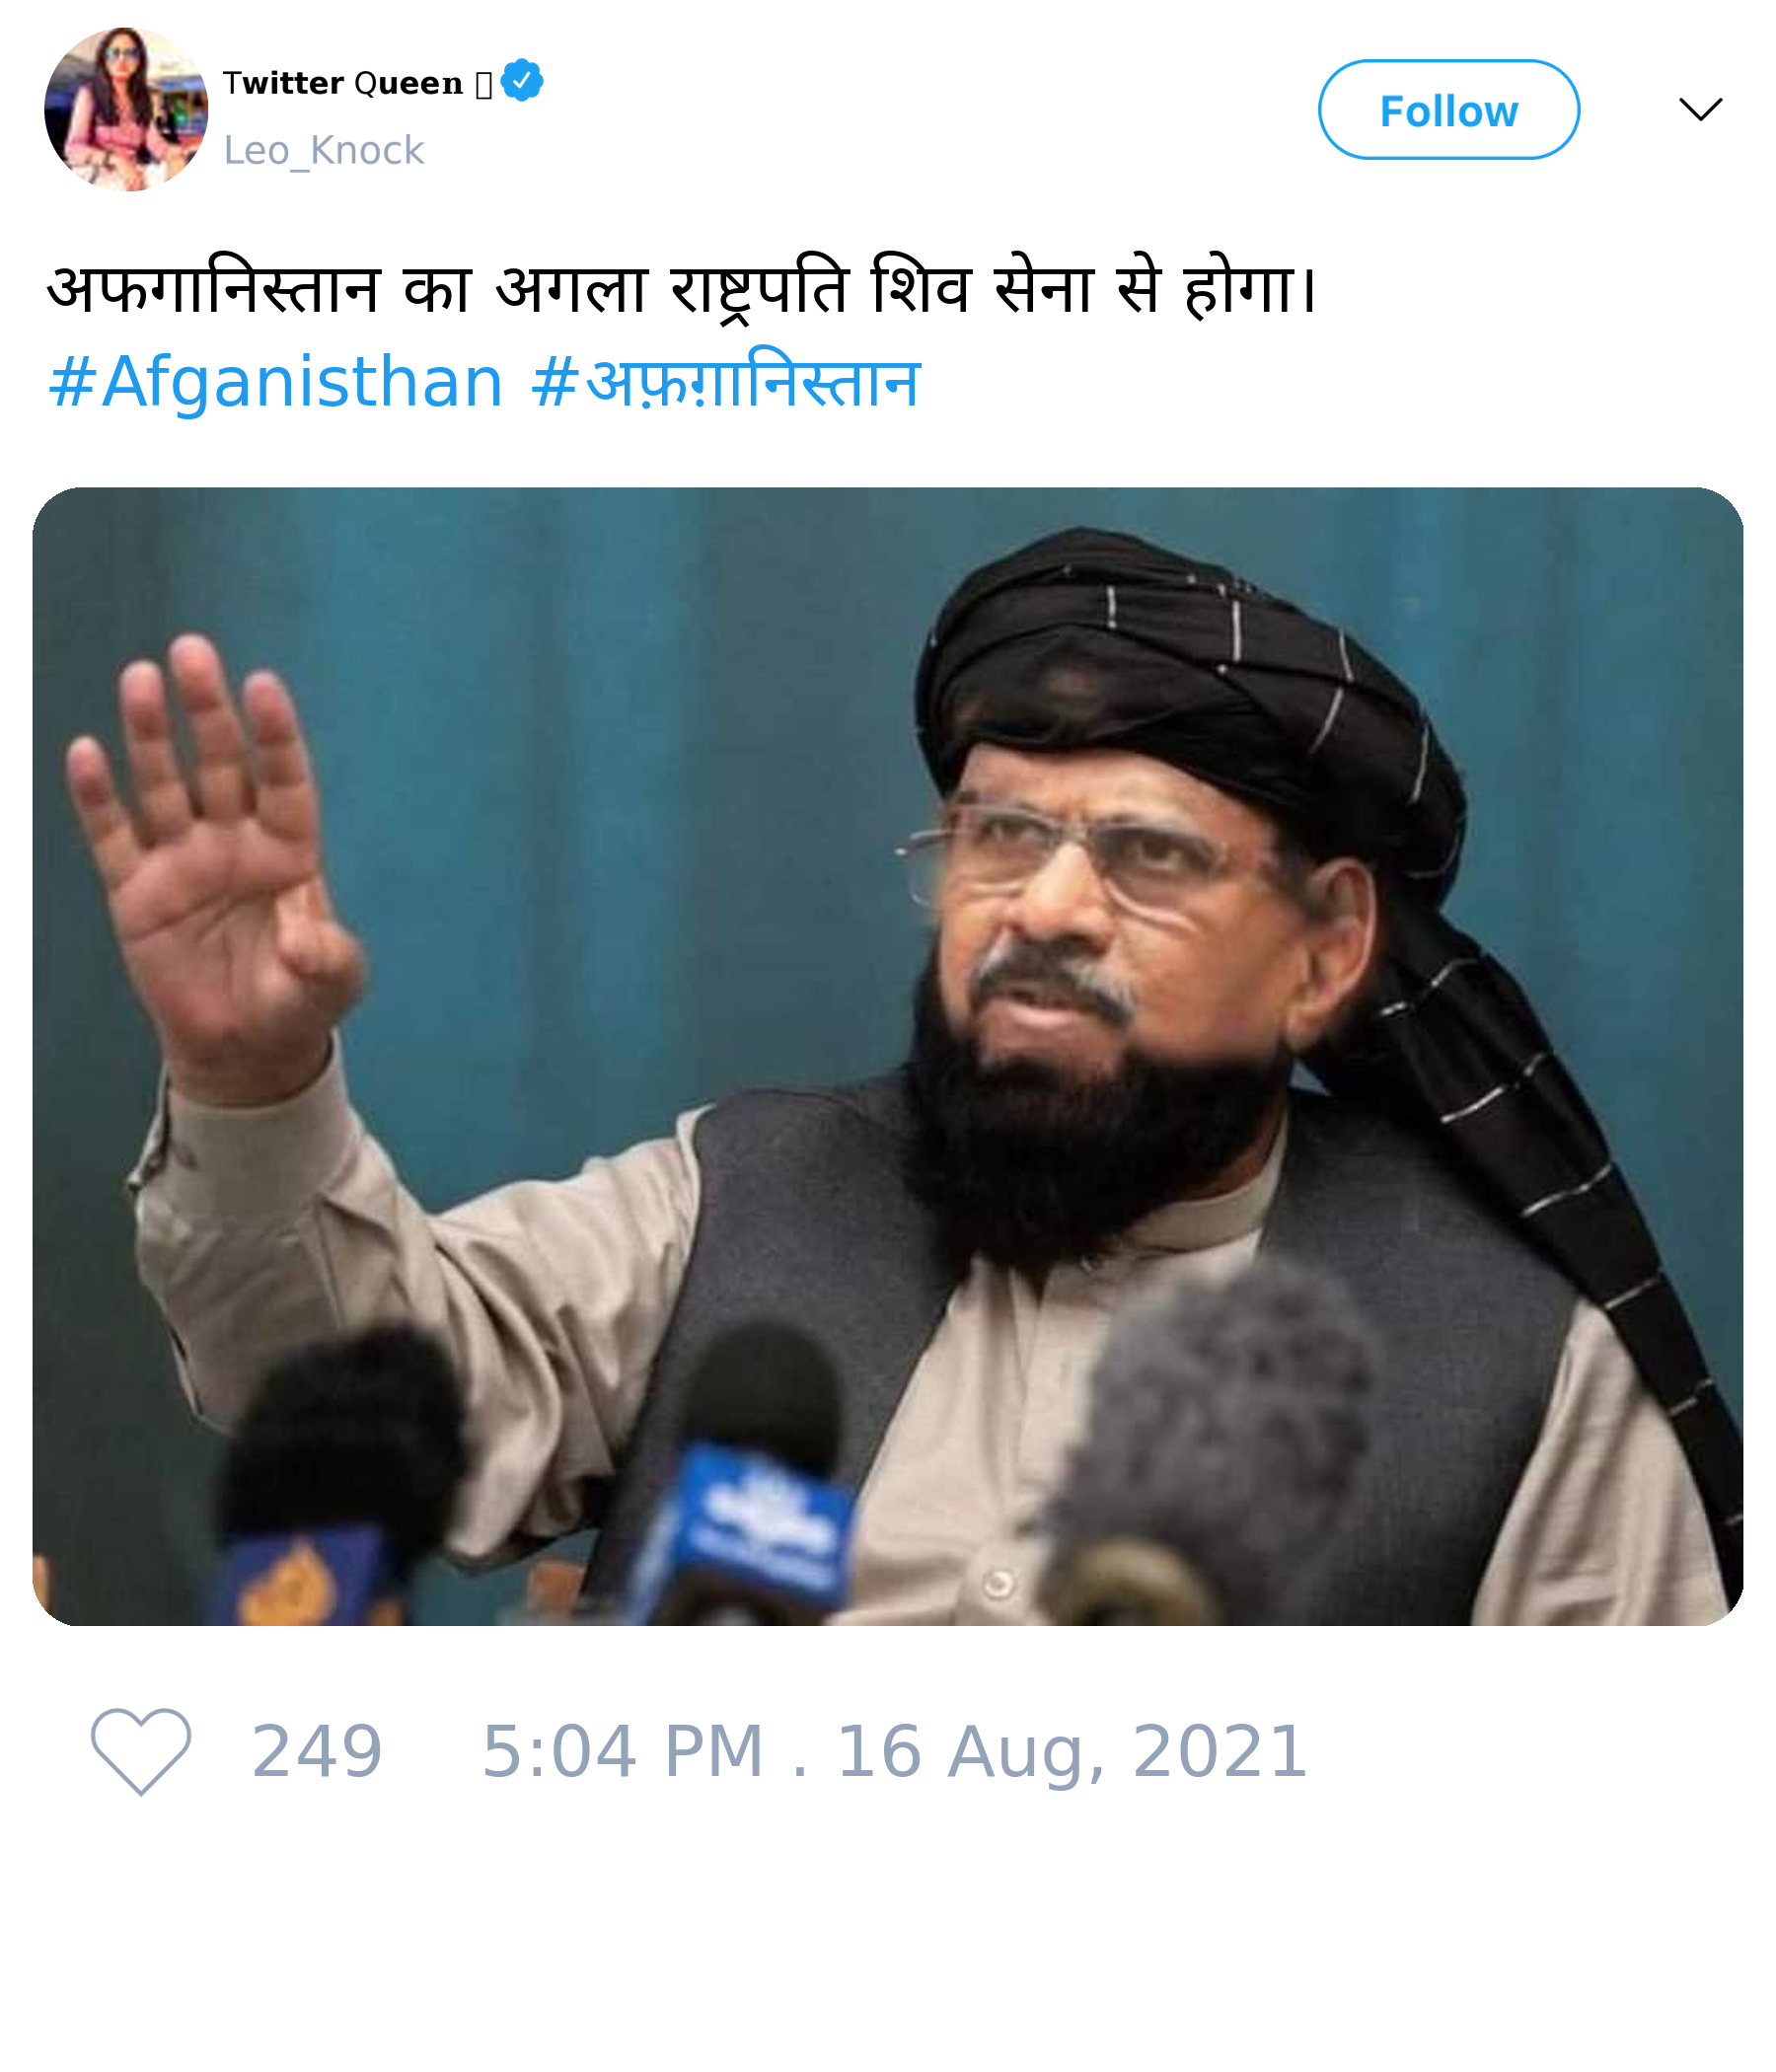 Twitter Queen
Leo_Knock
Follow
अफगानिस्तान का अगला राष्ट्रपति शिव सेना से होगा।
#Afganisthan #अफ़ग़ानिस्तान
249 5:04 PM . 16 Aug, 2021